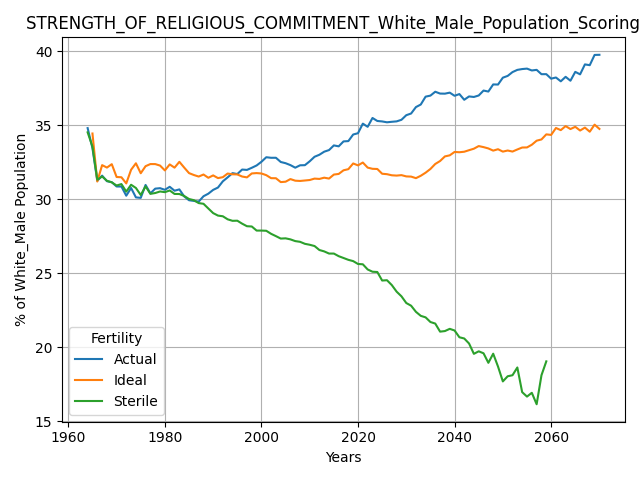 STRENGTH_OF_RELIGIOUS_COMMITMENT_White_Male_Population_Scoring
% of White_Male Population
40
35
30
25
20
15
Fertility
Actual
Ideal
Sterile
1960 1980 2000 2020 2040 2060
Years